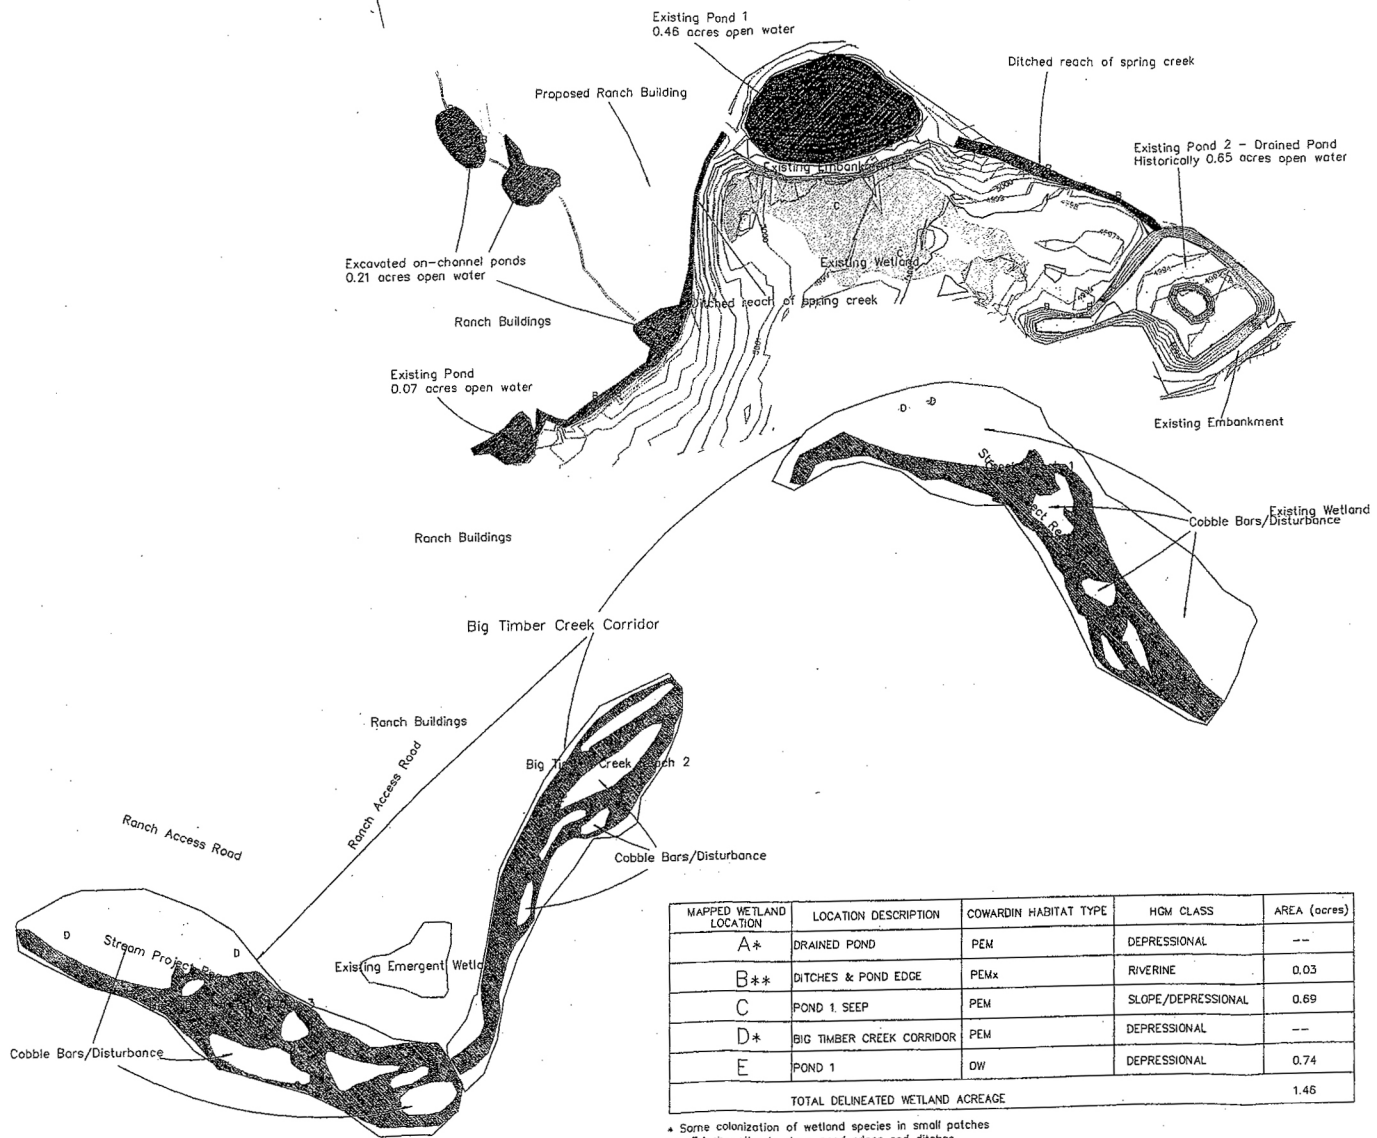 Existing Pond 1
0.46 acres open water
Ditched reach of spring creek
Proposed Ranch Building
Existing Pond 2 - Drained Pond
Historically 0.65 acres open water
Existing Embankment
C
C
Existing Wetland
Excavated on-channel ponds
0.21 acres open water
Ditched reach of spring creek
Ranch Buildings
Existing Pond
0.07 acres open water
B
Existing Embankment
D
D
Existing Wetland
Cobble Bars/Disturbance
Ranch Buildings
Big Timber Creek Corridor
Ranch Buildings
Ranch Access Road
Big Creek 2
Ranch Access Road
Cobble Bars/Disturbance
D
D
Stream Project
Existing Emergent
Cobble Bars/Disturbance
MAPPED WETLAND LOCATION LOCATION DESCRIPTION COWARDIN HABITAT TYPE HGM CLASS AREA (acres)
A* DRAINED POND PEM DEPRESSIONAL --
B** DITCHES & POND EDGE PEMx RIVERINE 0.03
C POND 1 SEEP PEM SLOPE/DEPRESSIONAL 0.69
D* BIG TIMBER CREEK CORRIDOR PEM DEPRESSIONAL --
E POND 1 OW DEPRESSIONAL 0.74
TOTAL DELINEATED WETLAND ACREAGE 1.46
* Some colonization of wetland species in small patches